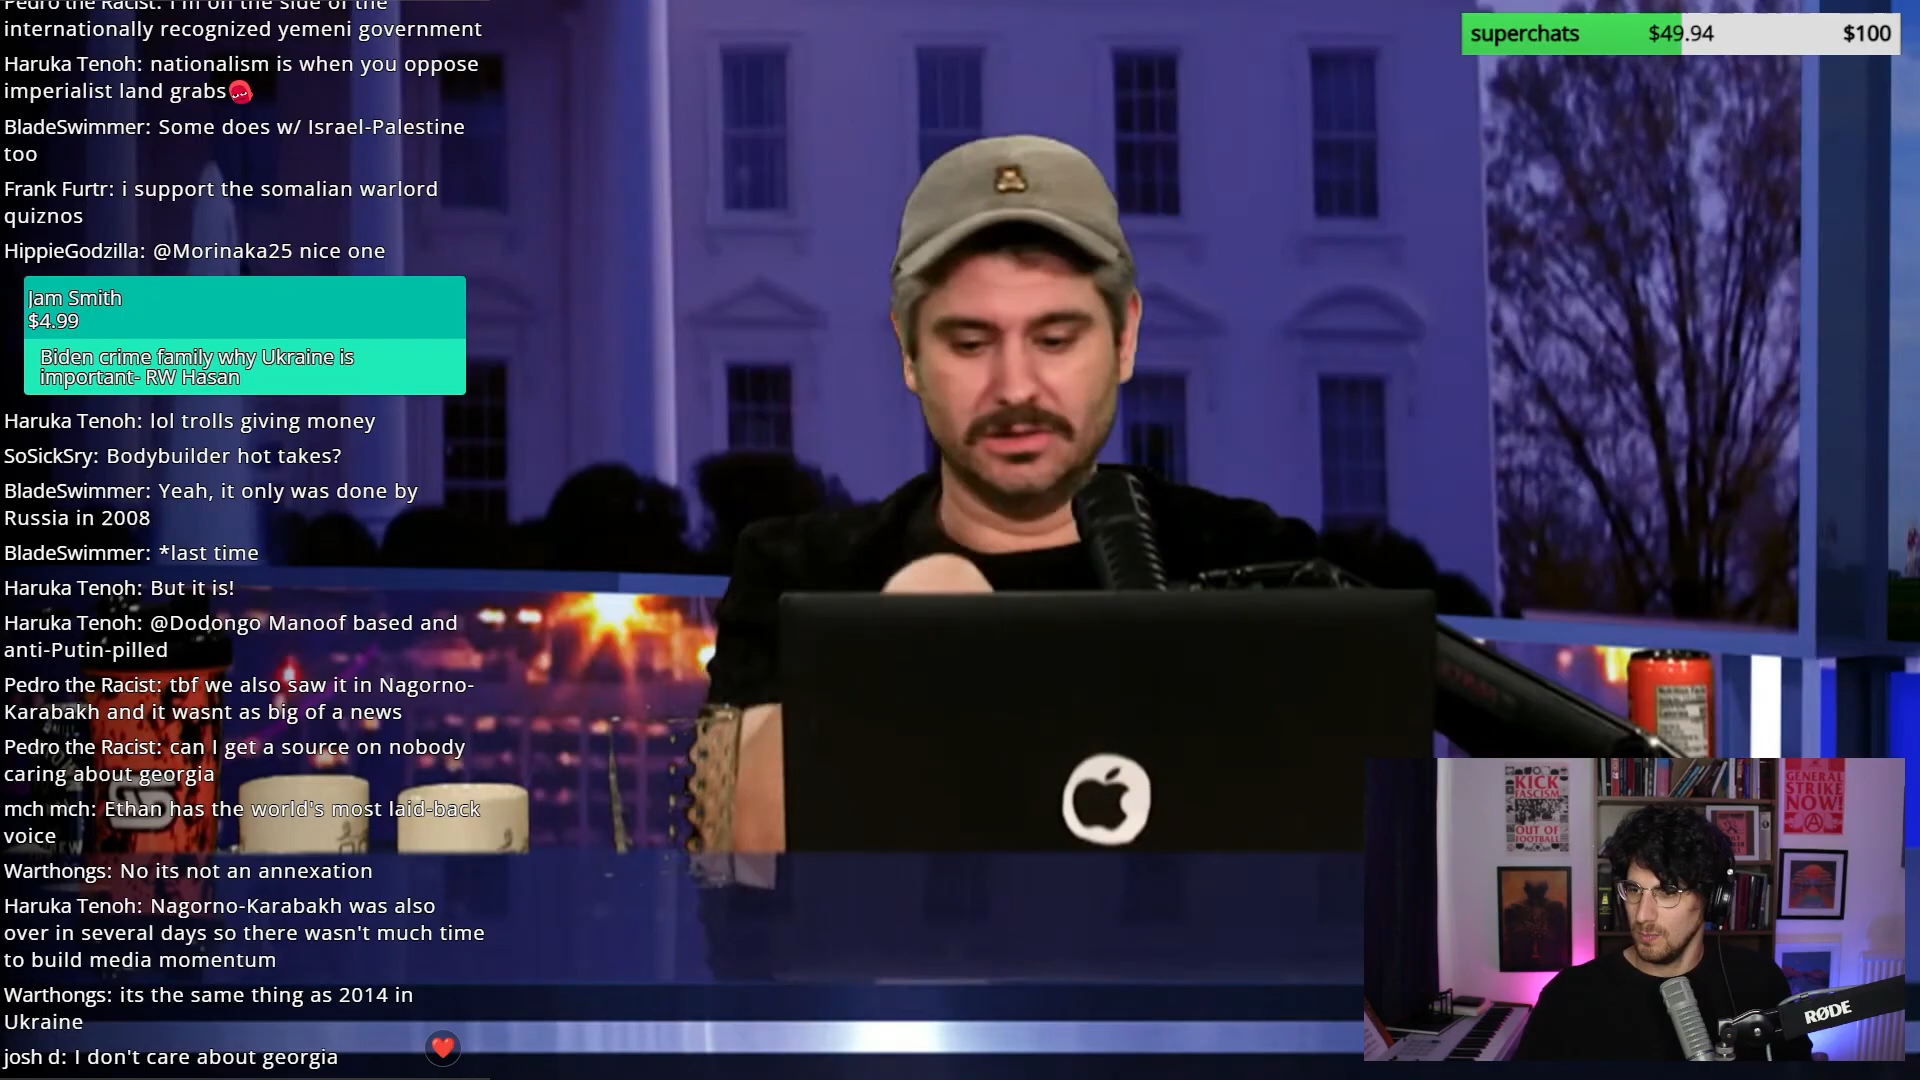 Pedro the Racist: I'm on the side of the
internationally recognized yemeni government
Haruka Tenoh: nationalism is when you oppose
imperialist land grabs
BladeSwimmer: Some does w/ Israel-Palestine
too
Frank Furtr: i support the somalian warlord
quiznos
HippieGodzilla: @Morinaka25 nice one
Jam Smith
$4.99
Biden crime family why Ukraine is
important- RW Hasan
Haruka Tenoh: lol trolls giving money
SoSickSry: Bodybuilder hot takes?
BladeSwimmer: Yeah, it only was done by
Russia in 2008
BladeSwimmer: *last time
Haruka Tenoh: But it is!
Haruka Tenoh: @Dodongo Manoof based and
anti-Putin-pilled
Pedro the Racist: tbf we also saw it in Nagorno-
Karabakh and it wasnt as big of a news
Pedro the Racist: can I get a source on nobody
caring about georgia
mch mch: Ethan has the world's most laid-back
voice
Warthongs: No its not an annexation
Haruka Tenoh: Nagorno-Karabakh was also
over in several days so there wasn't much time
to build media momentum
Warthongs: its the same thing as 2014 in
Ukraine
josh d: I don't care about georgia
superchats $49.94 $100
KICK
FASCISM
OUT OF
FOOTBALL
GENERAL
STRIKE
NOW!
RØDE